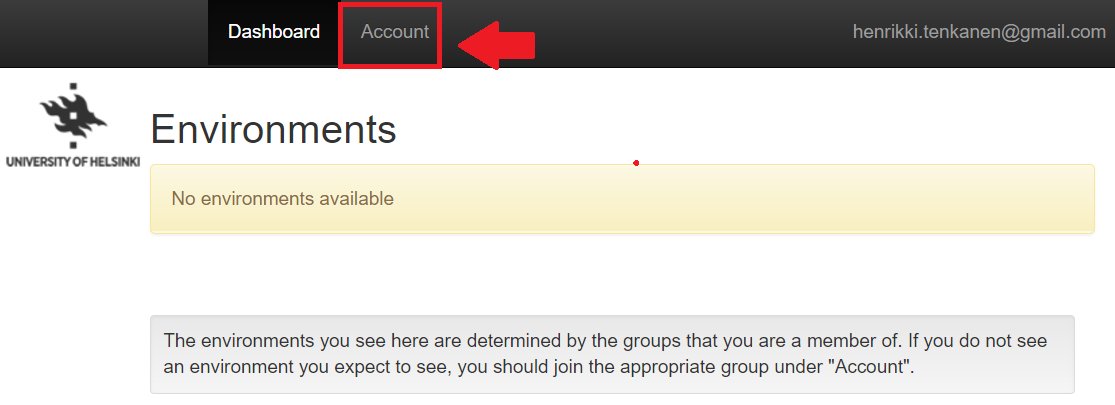 Dashboard Account henrikki.tenkanen@gmail.com
UNIVERSITY OF HELSINKI
Environments
No environments available
The environments you see here are determined by the groups that you are a member of. If you do not see
an environment you expect to see, you should join the appropriate group under "Account".